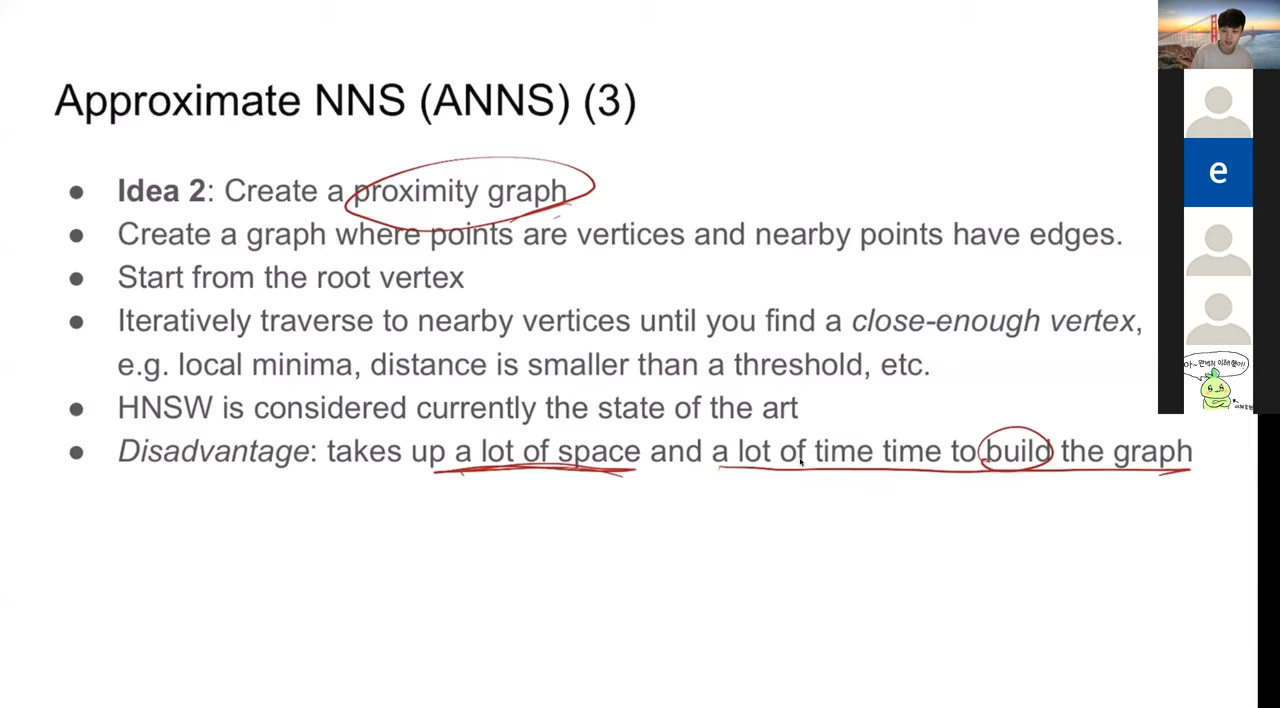 Approximate NNS (ANNS) (3)
● Idea 2: Create a proximity graph
● Create a graph where points are vertices and nearby points have edges.
● Start from the root vertex
● Iteratively traverse to nearby vertices until you find a close-enough vertex,
e.g. local minima, distance is smaller than a threshold, etc.
● HNSW is considered currently the state of the art
● Disadvantage: takes up a lot of space and a lot of time time to build the graph
e